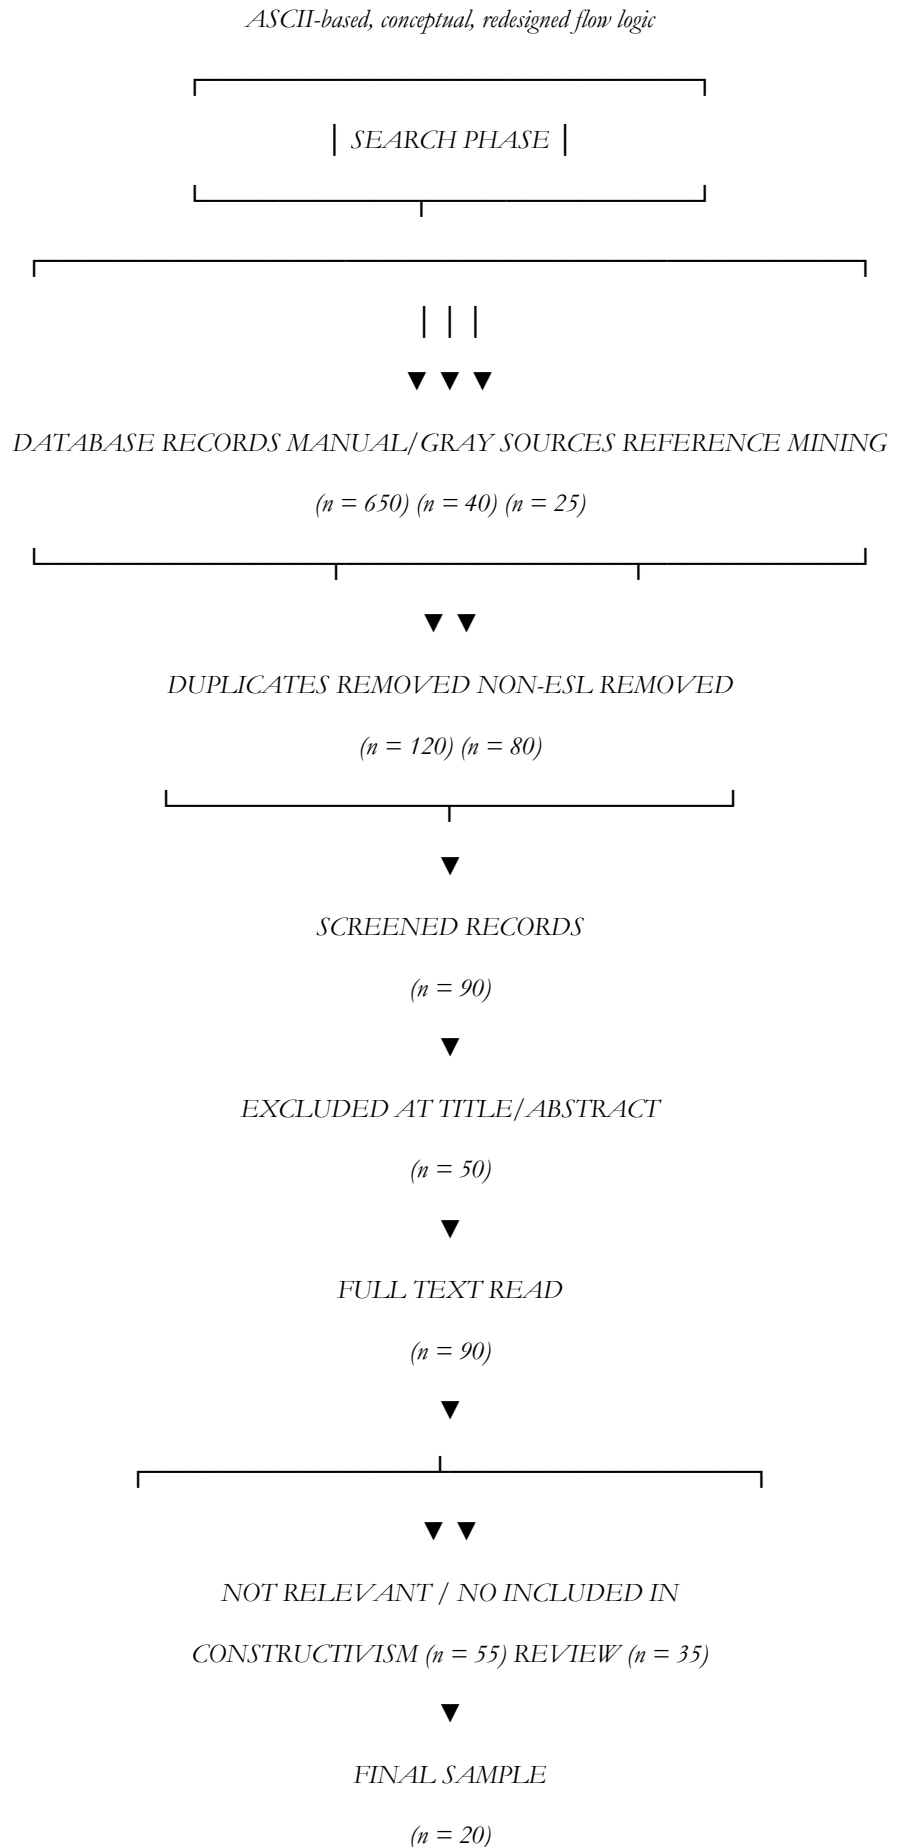 ASCII-based, conceptual, redesigned flow logic
│ SEARCH PHASE │
│ │ │
▼ ▼ ▼
DATABASE RECORDS MANUAL/GRAY SOURCES REFERENCE MINING
(n = 650) (n = 40) (n = 25)
▼ ▼
DUPLICATES REMOVED NON-ESL REMOVED
(n = 120) (n = 80)
▼
SCREENED RECORDS
(n = 90)
▼
EXCLUDED AT TITLE/ABSTRACT
(n = 50)
▼
FULL TEXT READ
(n = 90)
▼
▼ ▼
NOT RELEVANT / NO INCLUDED IN
CONSTRUCTIVISM (n = 55) REVIEW (n = 35)
▼
FINAL SAMPLE
(n = 20)